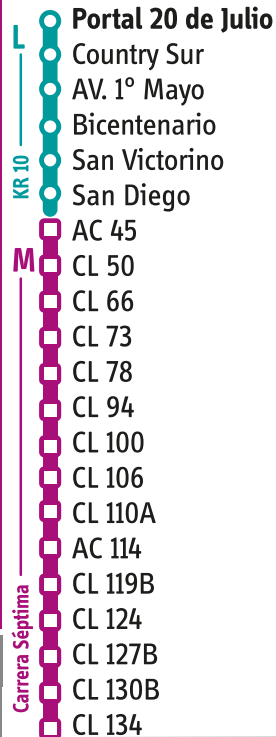 L
KR 10
Portal 20 de Julio
Country Sur
AV. 1º Mayo
Bicentenario
San Victorino
San Diego
M
Carrera Séptima
AC 45
CL 50
CL 66
CL 73
CL 78
CL 94
CL 100
CL 106
CL 110A
AC 114
CL 119B
CL 124
CL 127B
CL 130B
CL 134